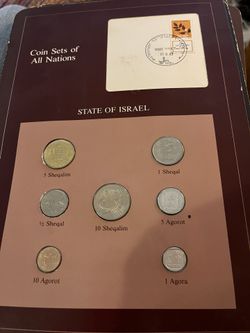 Coin Sets of
All Nations
STATE OF ISRAEL
5 Sheqalim
1 Sheqel
½ Sheqel
10 Sheqalim
5 Agorot
10 Agorot
1 Agora